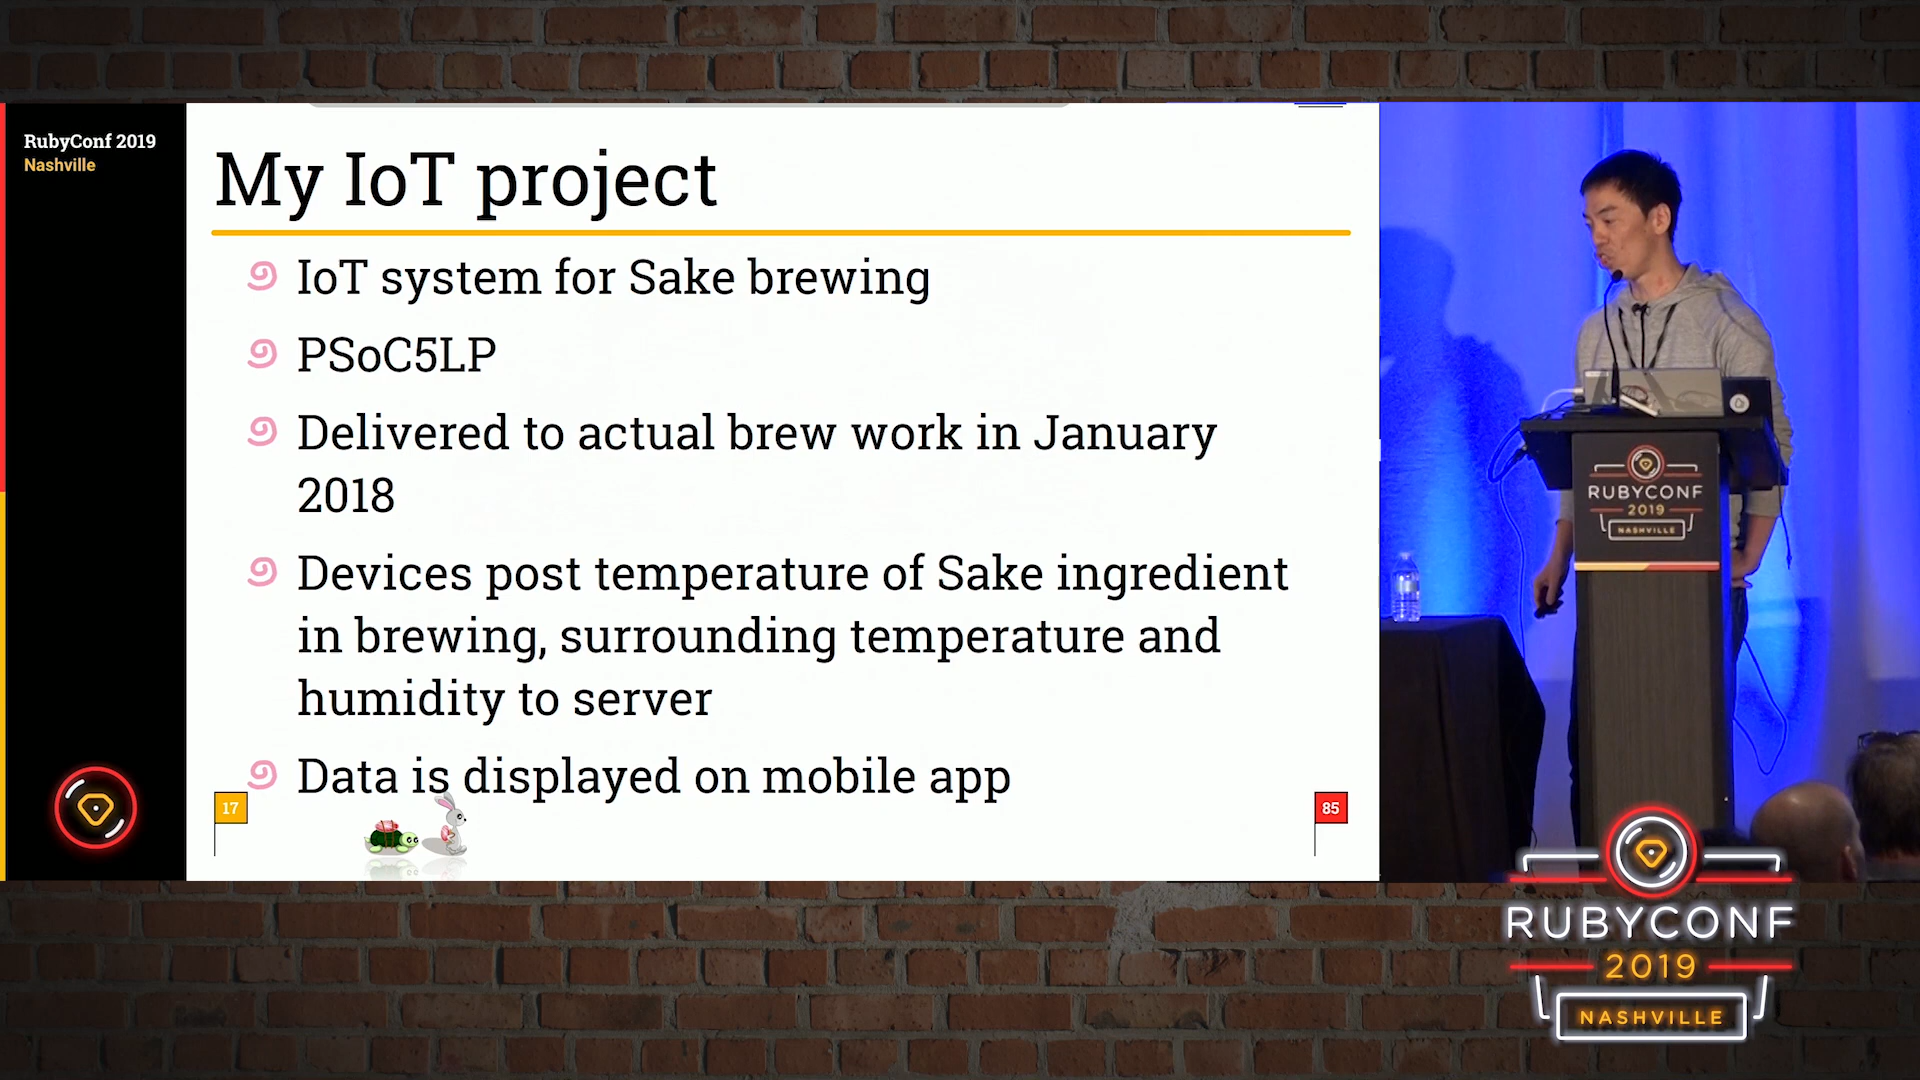 RubyConf 2019
Nashville
My IoT project
IoT system for Sake brewing
PSoC5LP
Delivered to actual brew work in January
2018
Devices post temperature of Sake ingredient
in brewing, surrounding temperature and
humidity to server
Data is displayed on mobile app
17
85
RUBYCONF
2019
NASHVILLE
RUBYCONF
2019
NASHVILLE